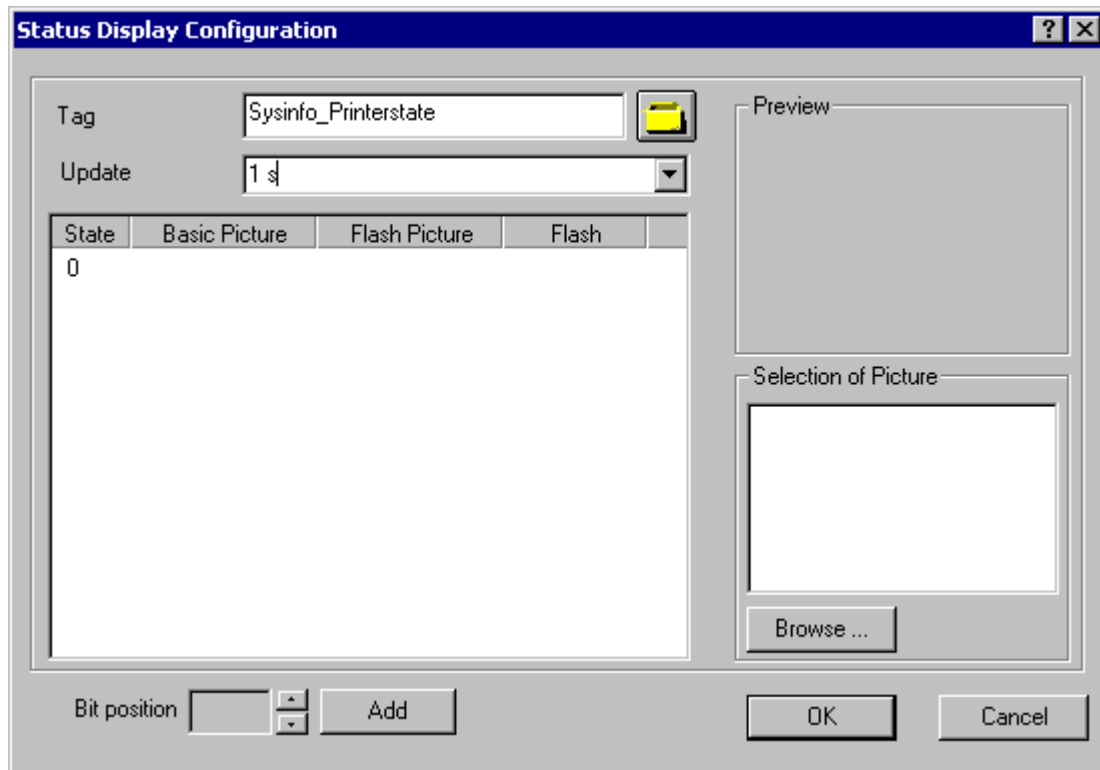 Status Display Configuration
Tag
Sysinfo_Printerstate
Update
1 s
State Basic Picture Flash Picture Flash
0
Preview
Selection of Picture
Browse ...
Bit position
Add
OK
Cancel